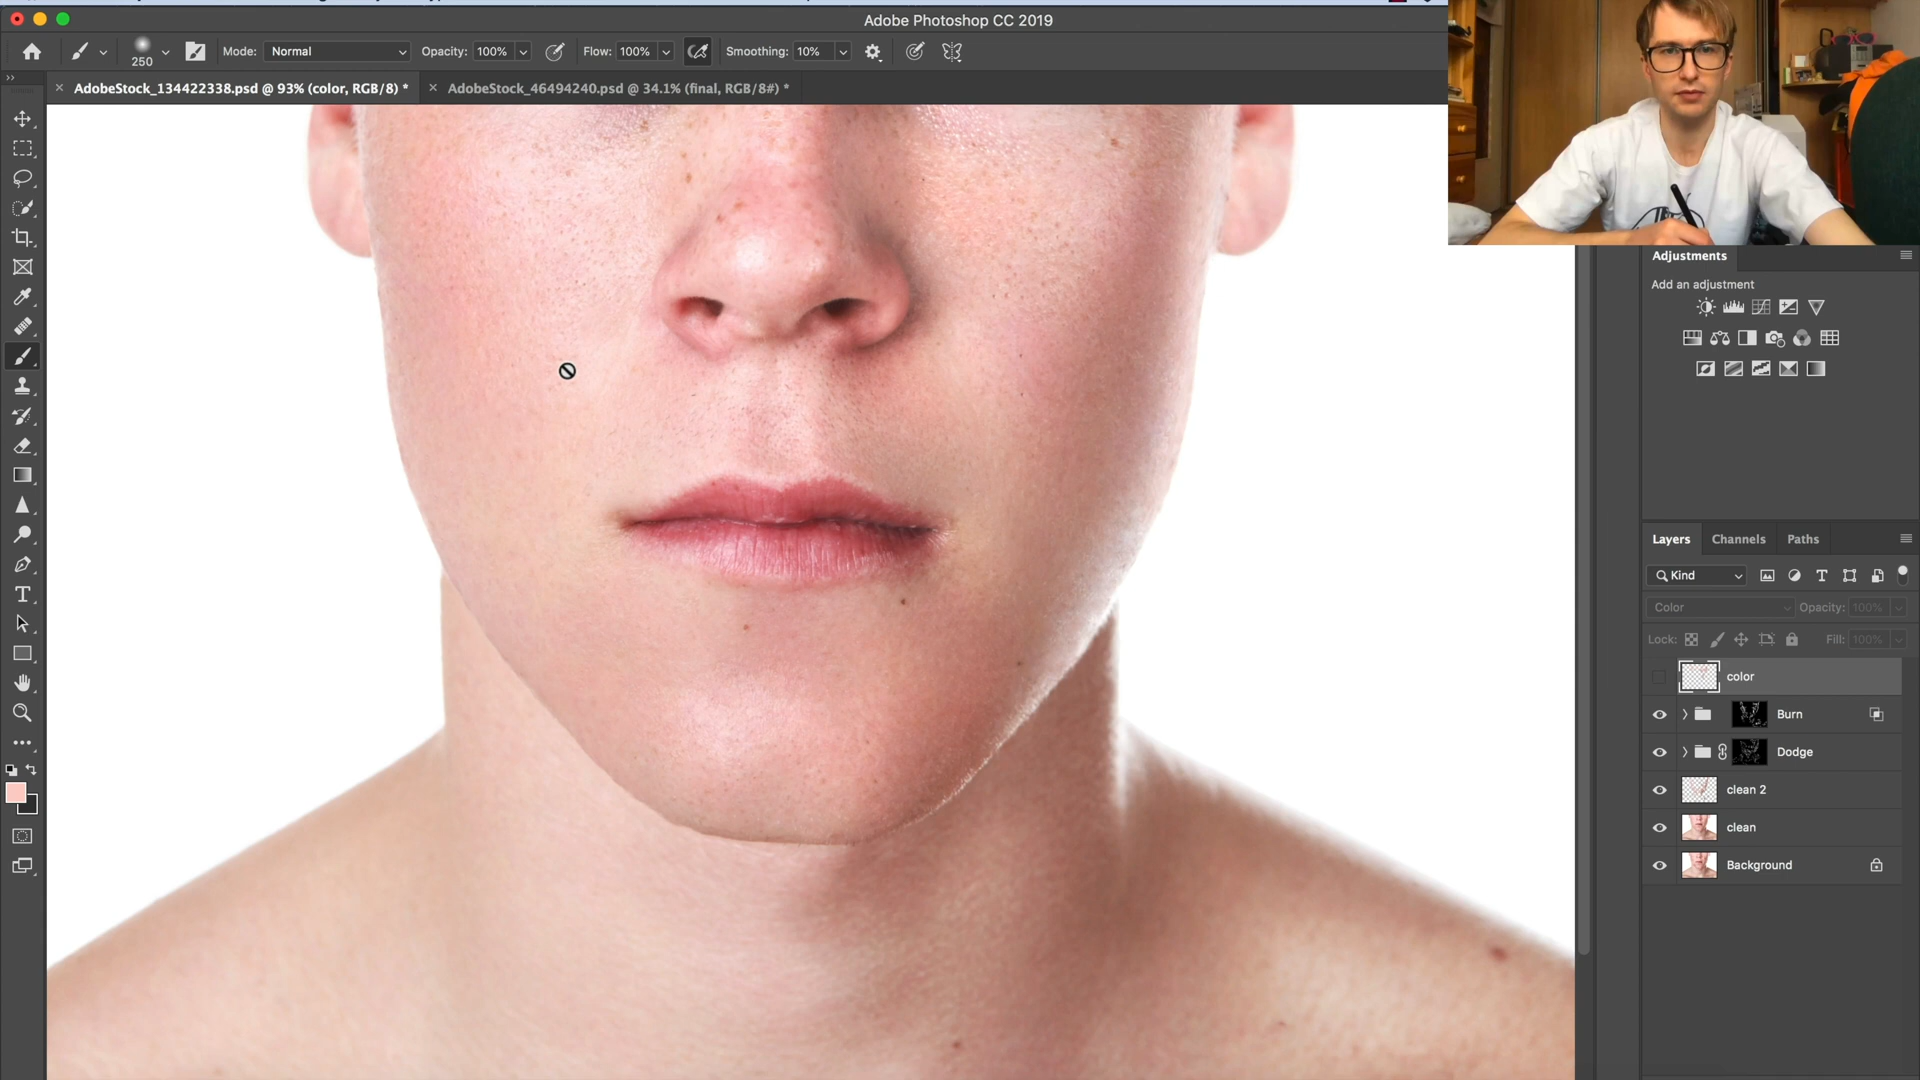 Adobe Photoshop CC 2019
250
Mode: Normal
Opacity: 100%
Flow: 100%
Smoothing: 10%
AdobeStock_134422338.psd @ 93% (color, RGB/8) *
AdobeStock_46494240.psd @ 34.1% (final, RGB/8#) *
Adjustments
Add an adjustment
Layers Channels Paths
Kind
Color Opacity: 100%
Lock: Fill: 100%
color
Burn
Dodge
clean 2
clean
Background